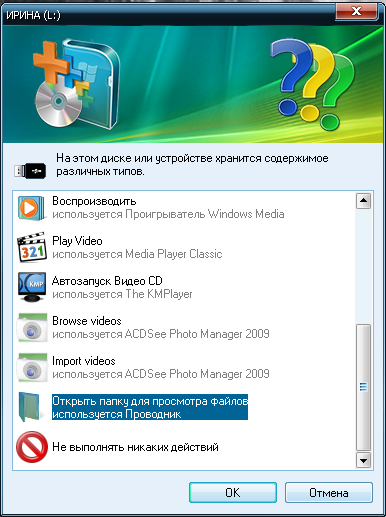 ИРИНА (L:)
На этом диске или устройстве хранится содержимое
различных типов.
Воспроизводить
используется Проигрыватель Windows Media
Play Video
используется Media Player Classic
321
Автозапуск Видео CD
используется The KMPlayer
KMP
Browse videos
используется ACDSee Photo Manager 2009
Import videos
используется ACDSee Photo Manager 2009
Открыть папку для просмотра файлов
используется Проводник
Не выполнять никаких действий
OK
Отмена